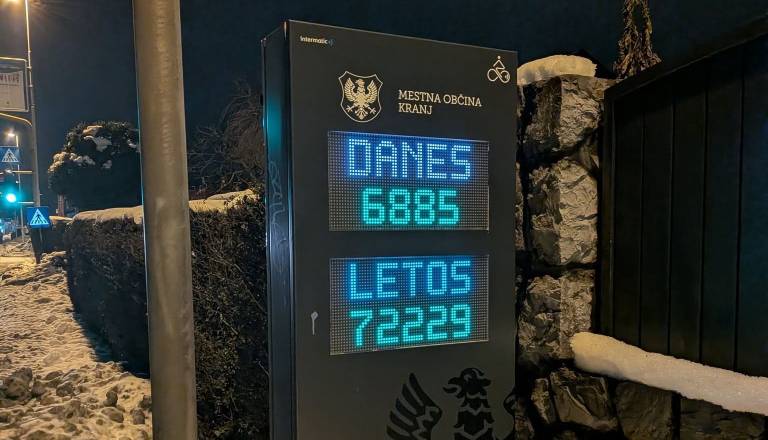 Intermatic
MESTNA OBČINA
KRANJ
DANES
6885
LETOS
72229